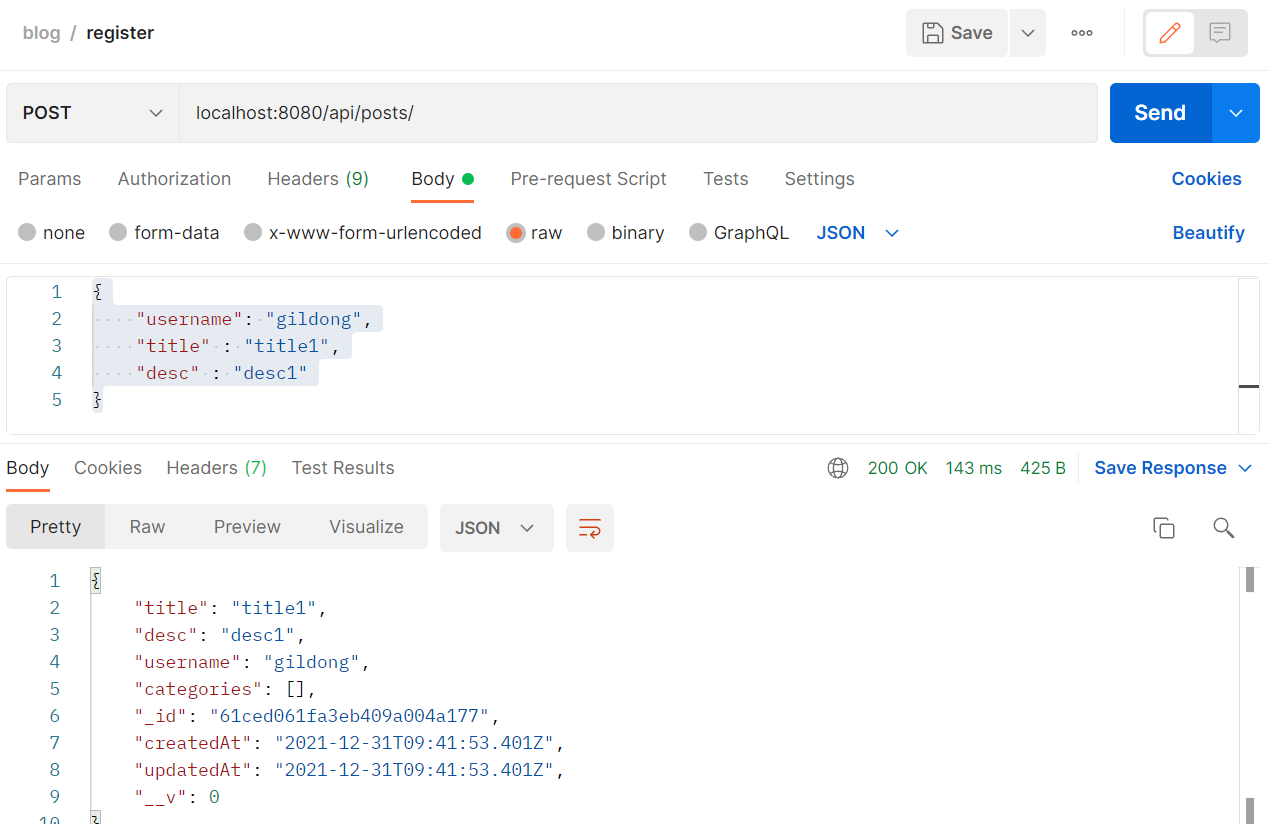 blog / register
Save
POST
localhost:8080/api/posts/
Send
Params Authorization Headers (9) Body Pre-request Script Tests Settings Cookies
none form-data x-www-form-urlencoded raw binary GraphQL JSON Beautify
1 {
2 "username": "gildong",
3 "title" : "title1",
4 "desc" : "desc1"
5 }
Body Cookies Headers (7) Test Results 200 OK 143 ms 425 B Save Response
Pretty Raw Preview Visualize JSON
1 {
2 "title": "title1",
3 "desc": "desc1",
4 "username": "gildong",
5 "categories": [],
6 "_id": "61ced061fa3eb409a004a177",
7 "createdAt": "2021-12-31T09:41:53.401Z",
8 "updatedAt": "2021-12-31T09:41:53.401Z",
9 "__v": 0
10 }